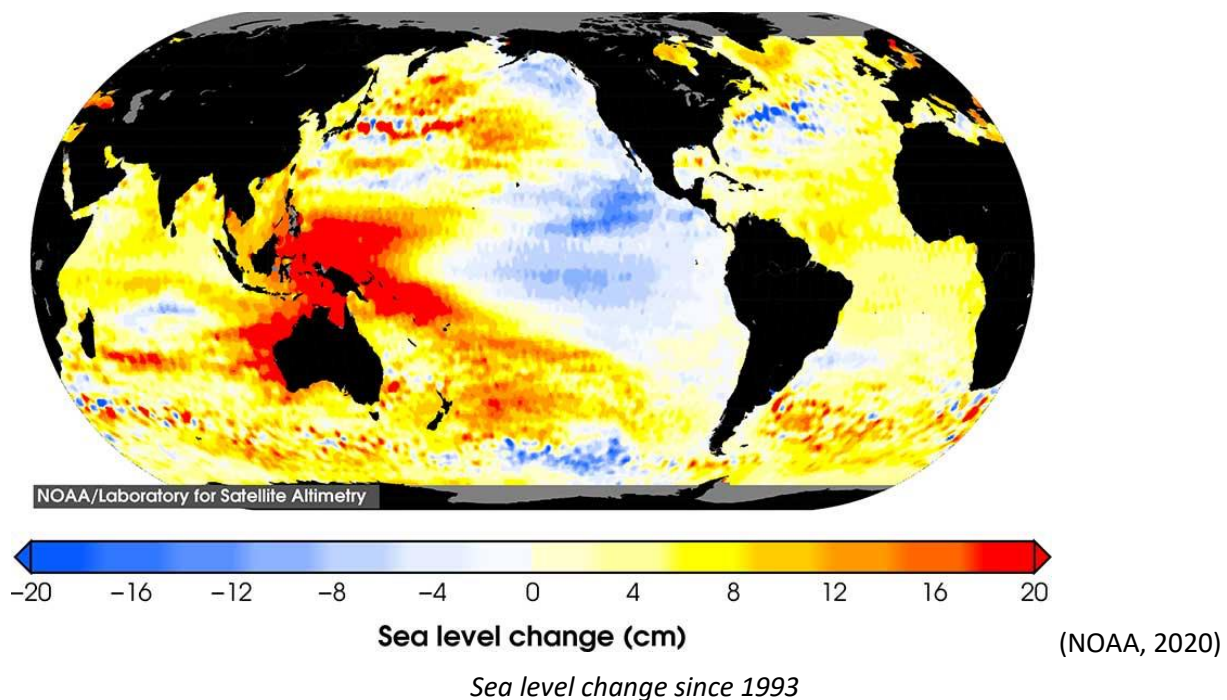 NOAA/Laboratory for Satellite Altimetry
–20 –16 –12 –8 –4 0 4 8 12 16 20
Sea level change (cm)
(NOAA, 2020)
Sea level change since 1993